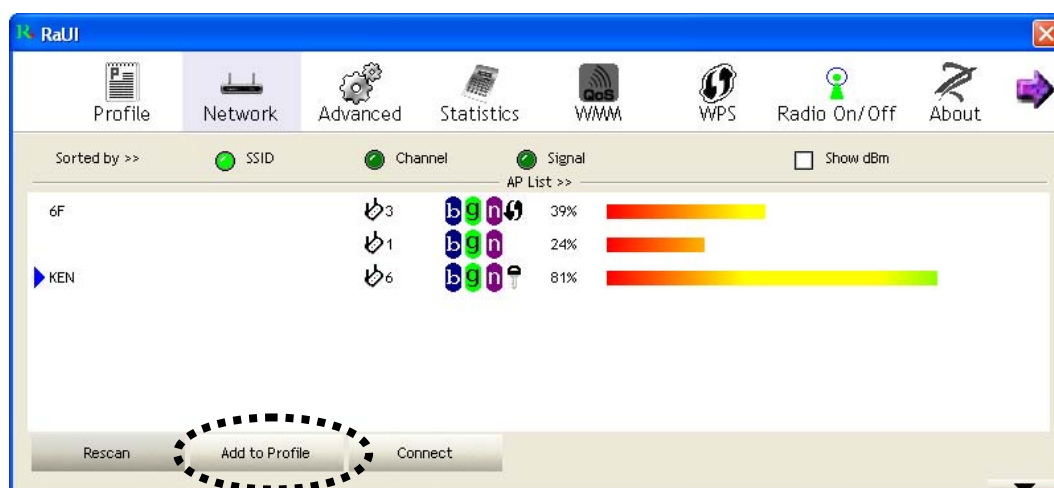 RaUI
Profile Network Advanced Statistics QoS WMM WPS Radio On/Off About
Sorted by >> SSID Channel Signal Show dBm
AP List >>
6F 3 b g n 39%
1 b g n 24%
KEN 6 b g n 81%
Rescan Add to Profile Connect